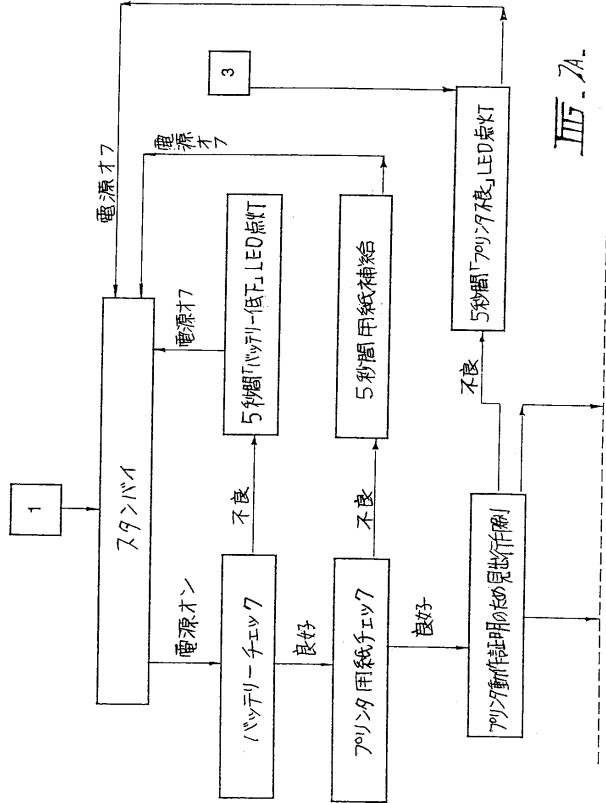 1
スタンバイ
電源オフ
電源
オフ
電源オン
電源オフ
3
バッテリーチェック
不良
5秒間「バッテリー低下」LED点灯
良好
プリンタ用紙チェック
不良
5秒間用紙補給
良好
プリンタ動作証明のため見出行印刷
不良
5秒間「プリンタ不良」LED点灯
FIG. 7A.